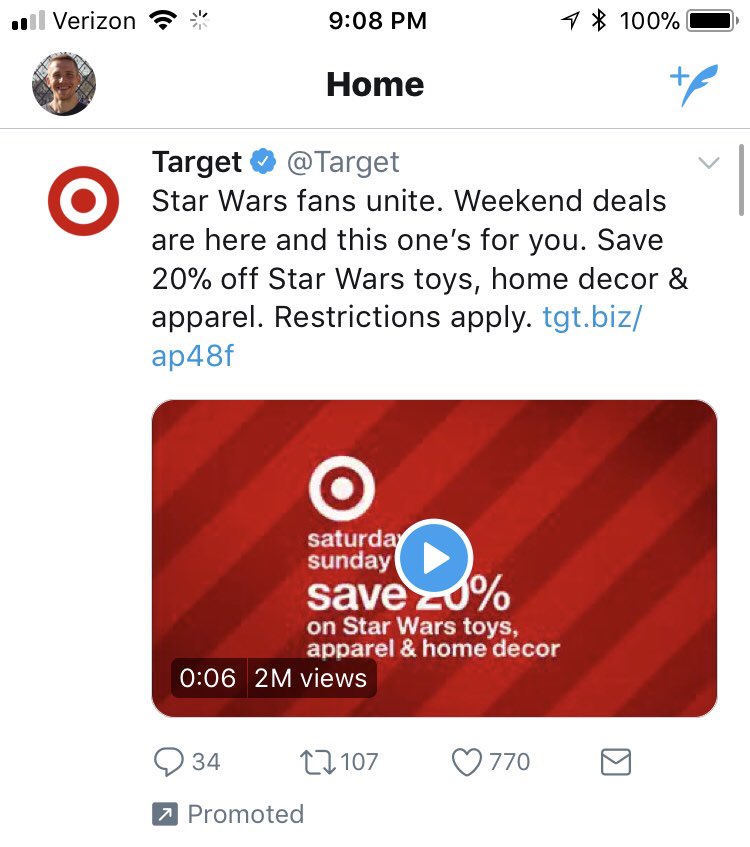 Verizon 9:08 PM 100%
Home
Target @Target
Star Wars fans unite. Weekend deals
are here and this one’s for you. Save
20% off Star Wars toys, home decor &
apparel. Restrictions apply. tgt.biz/
ap48f
saturday
sunday
save 20%
on Star Wars toys,
apparel & home decor
0:06 2M views
34 107 770
Promoted